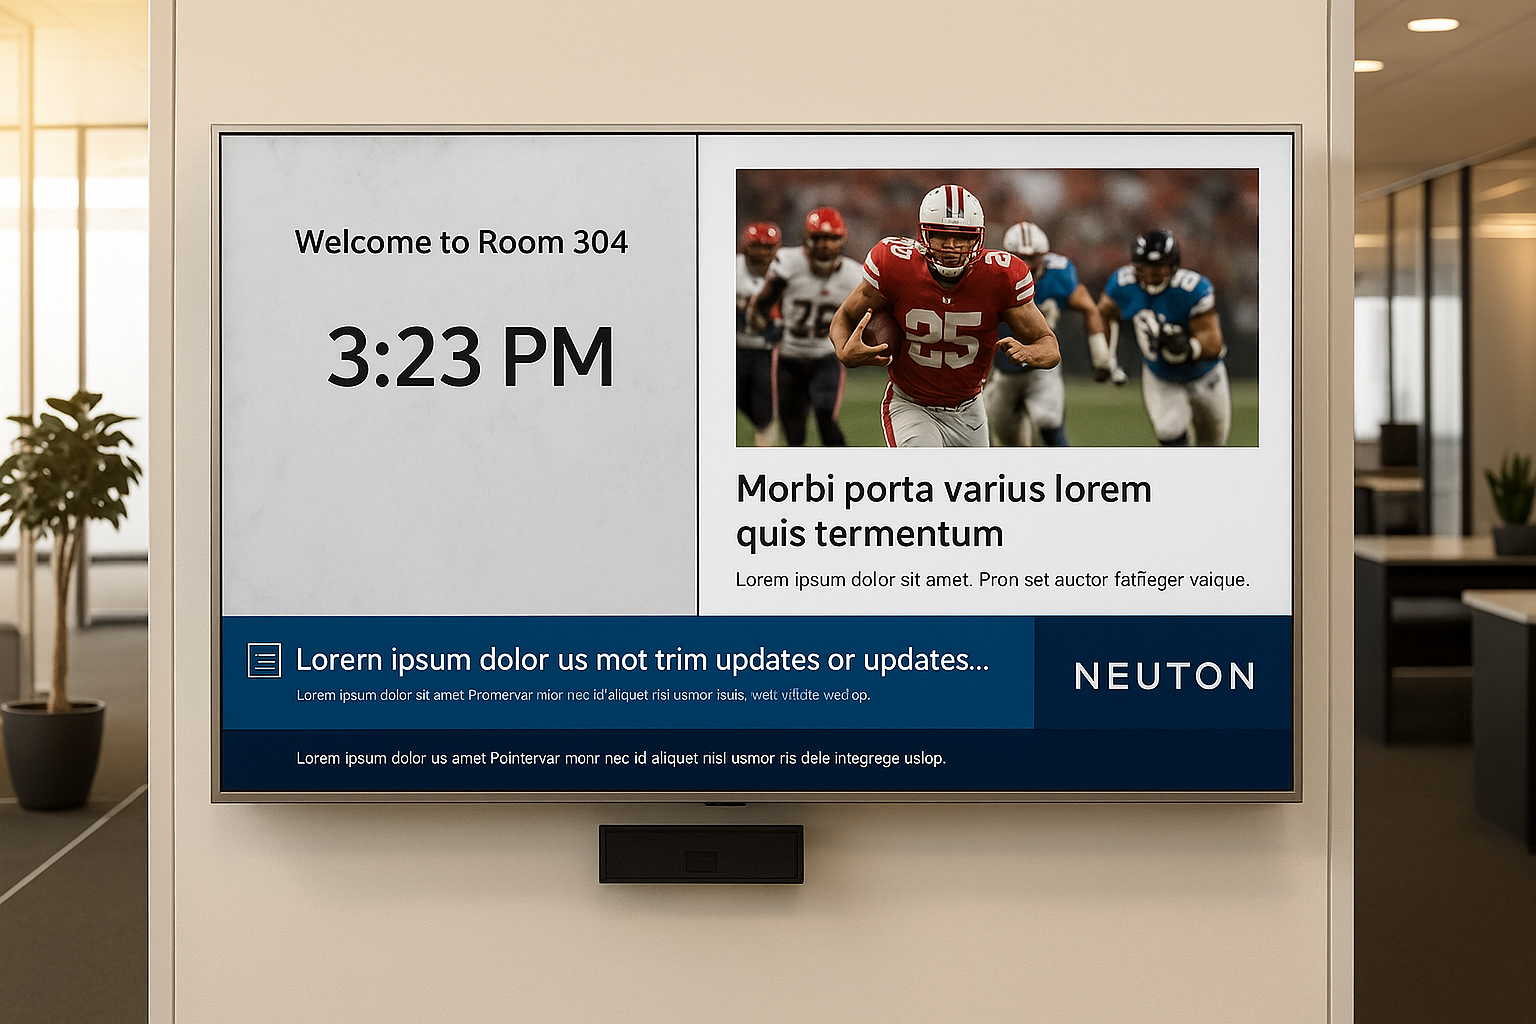 Welcome to Room 304
3:23 PM
25
Morbi porta varius lorem
quis termentum
Lorem ipsum dolor sit amet. Pron set auctor fatfieger vaique.
Lorern ipsum dolor us mot trim updates or updates...
Lorem ipsum dolor sit amet Promervar mior nec id'aliquet risi usmor isuis, wed op.
NEUTON
Lorem ipsum dolor us amet Pointervar monr nec id aliquet nisl usmor ris dele integrege uslop.